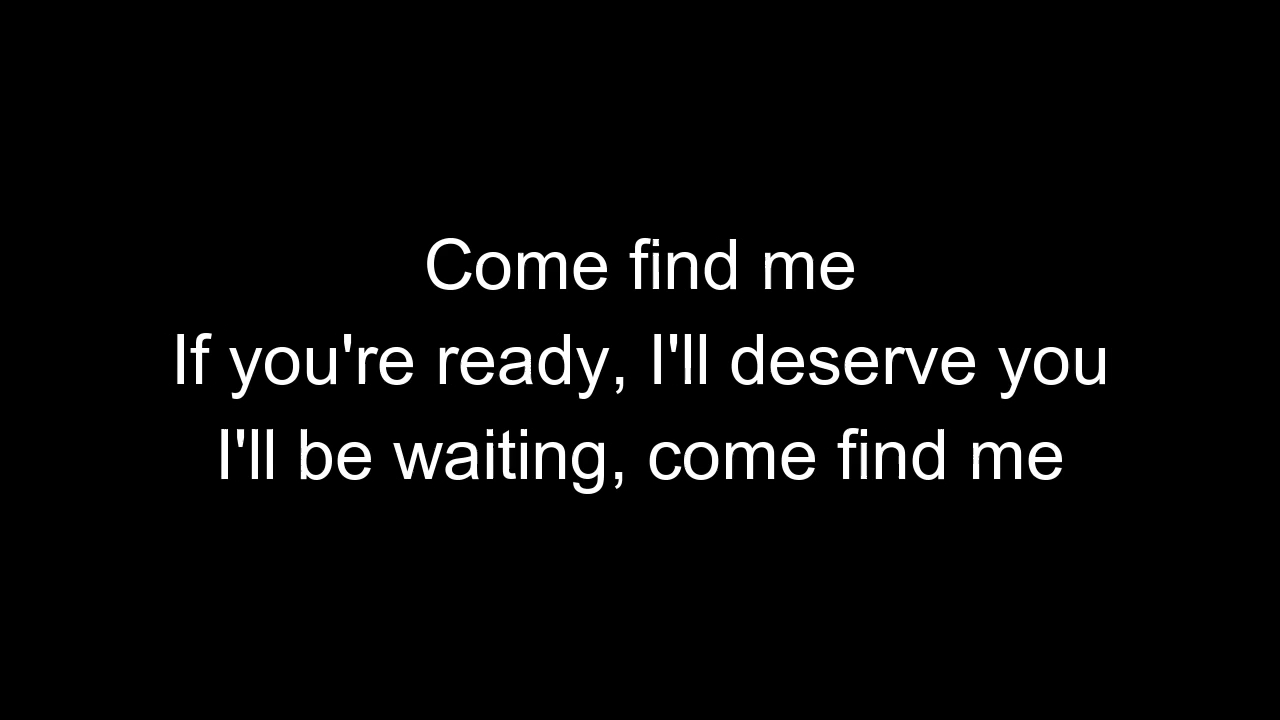 Come find me
If you're ready, I'll deserve you
I'll be waiting, come find me